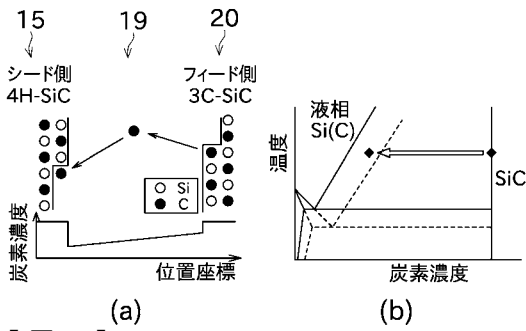 15
19
20
シード側
4H-SiC
フィード側
3C-SiC
Si
C
炭素濃度
位置座標
(a)
液相
Si(C)
温度
SiC
炭素濃度
(b)